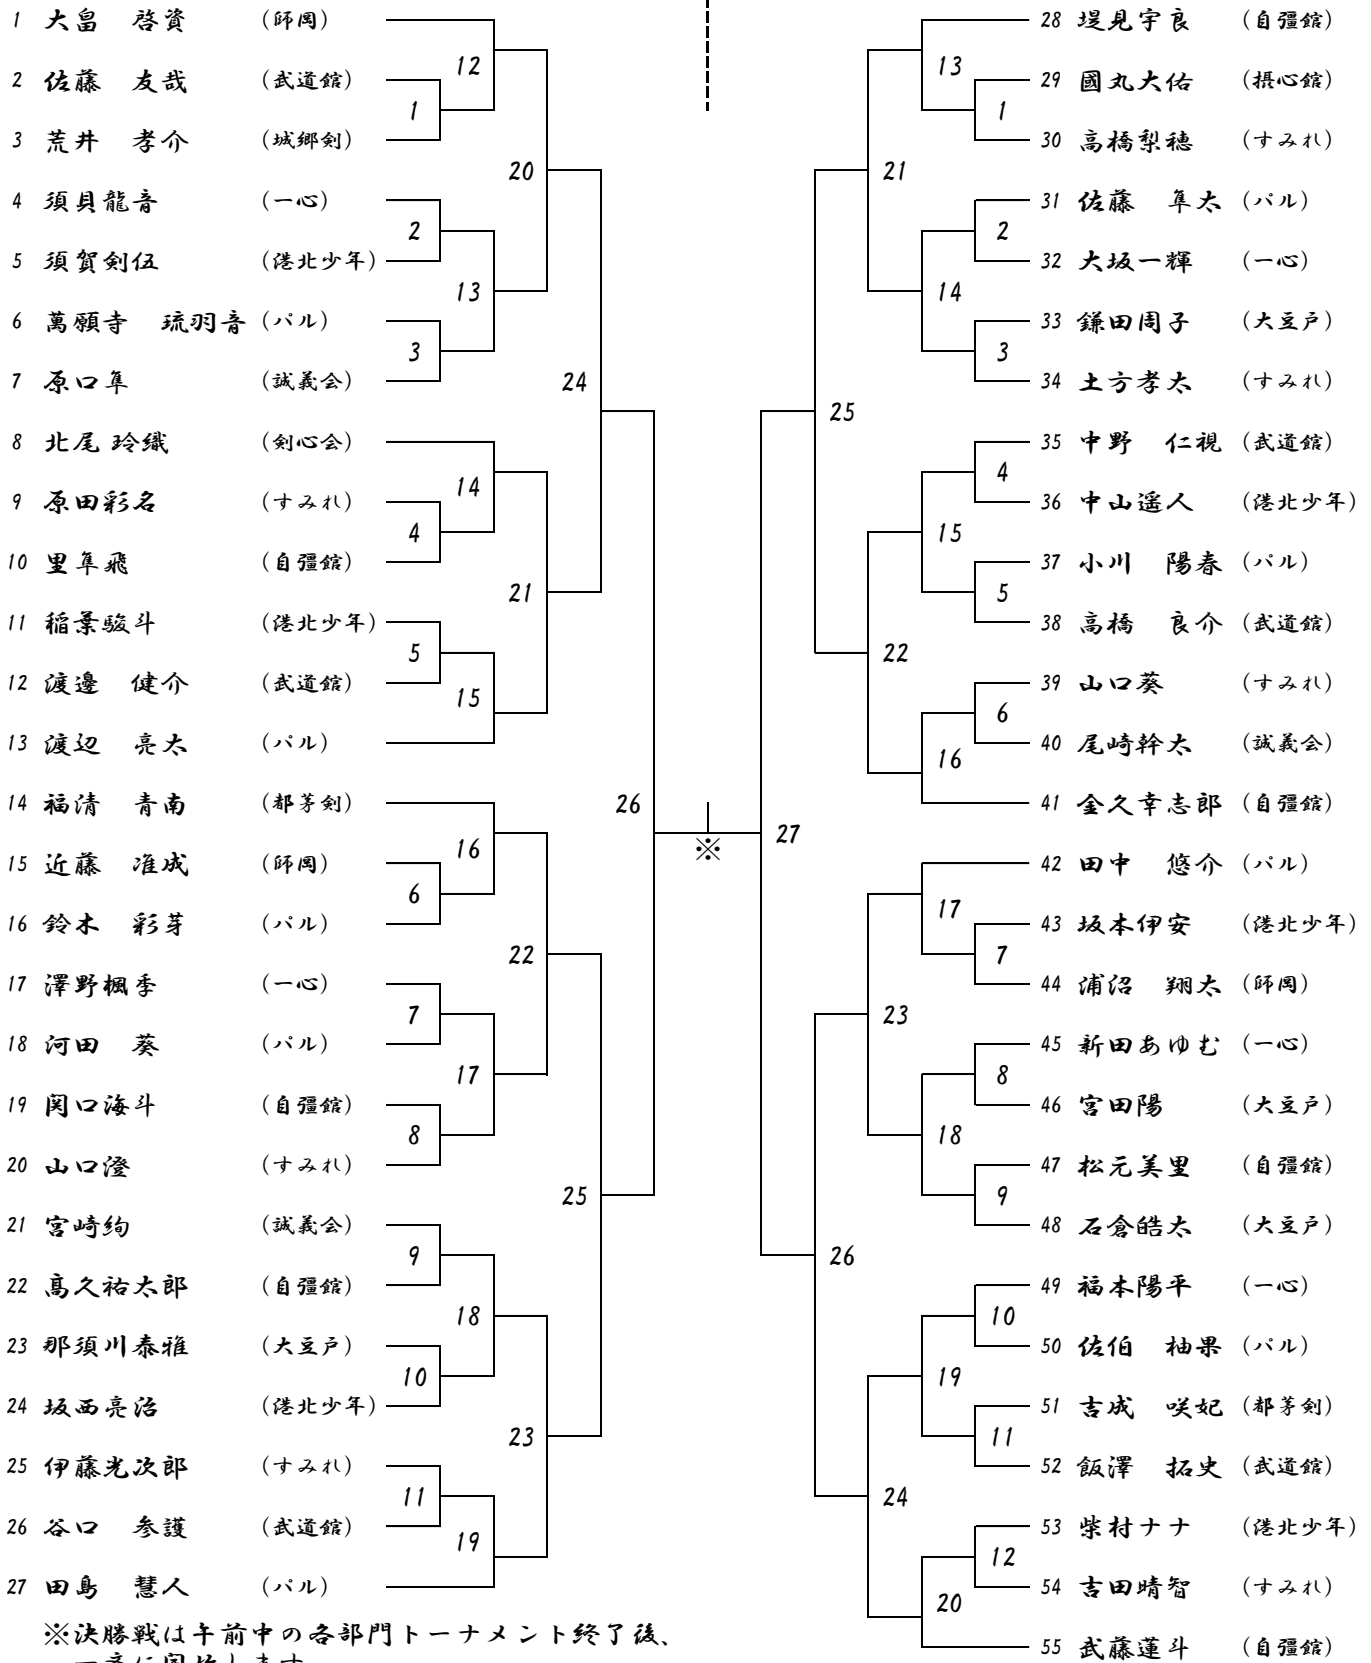 1 大畠 啓資 (師岡)
2 佐藤 友哉 (武道館)
3 荒井 孝介 (城郷剣)
4 須貝龍音 (一心)
5 須賀剣伍 (港北少年)
6 萬願寺 琉羽音 (パル)
7 原口隼 (誠義会)
8 北尾 玲織 (剣心会)
9 原田彩名 (すみれ)
10 里隼飛 (自彊館)
11 稲葉駿斗 (港北少年)
12 渡邊 健介 (武道館)
13 渡辺 亮太 (パル)
14 福清 青南 (都茅剣)
15 近藤 准成 (師岡)
16 鈴木 彩芽 (パル)
17 澤野楓季 (一心)
18 河田 葵 (パル)
19 関口海斗 (自彊館)
20 山口澄 (すみれ)
21 宮崎絢 (誠義会)
22 髙久祐太郎 (自彊館)
23 那須川泰雅 (大豆戸)
24 坂西亮治 (港北少年)
25 伊藤光次郎 (すみれ)
26 谷口 参護 (武道館)
27 田島 慧人 (パル)
1
2
3
4
5
6
7
8
9
10
11
12
13
14
15
16
17
18
19
20
21
22
23
24
25
26
※
27
28 堤見宇良 (自彊館)
29 國丸大佑 (摂心館)
30 高橋梨穂 (すみれ)
31 佐藤 隼太 (パル)
32 大坂一輝 (一心)
33 鎌田周子 (大豆戸)
34 土方孝太 (すみれ)
35 中野 仁視 (武道館)
36 中山遥人 (港北少年)
37 小川 陽春 (パル)
38 高橋 良介 (武道館)
39 山口葵 (すみれ)
40 尾崎幹太 (誠義会)
41 金久幸志郎 (自彊館)
42 田中 悠介 (パル)
43 坂本伊安 (港北少年)
44 浦沼 翔太 (師岡)
45 新田あゆむ (一心)
46 宮田陽 (大豆戸)
47 松元美里 (自彊館)
48 石倉皓太 (大豆戸)
49 福本陽平 (一心)
50 佐伯 柚果 (パル)
51 吉成 咲妃 (都茅剣)
52 飯澤 拓史 (武道館)
53 柴村ナナ (港北少年)
54 吉田晴智 (すみれ)
55 武藤蓮斗 (自彊館)
1
2
3
4
5
6
7
8
9
10
11
12
13
14
15
16
17
18
19
20
21
22
23
24
25
26
※決勝戦は午前中の各部門トーナメント終了後、